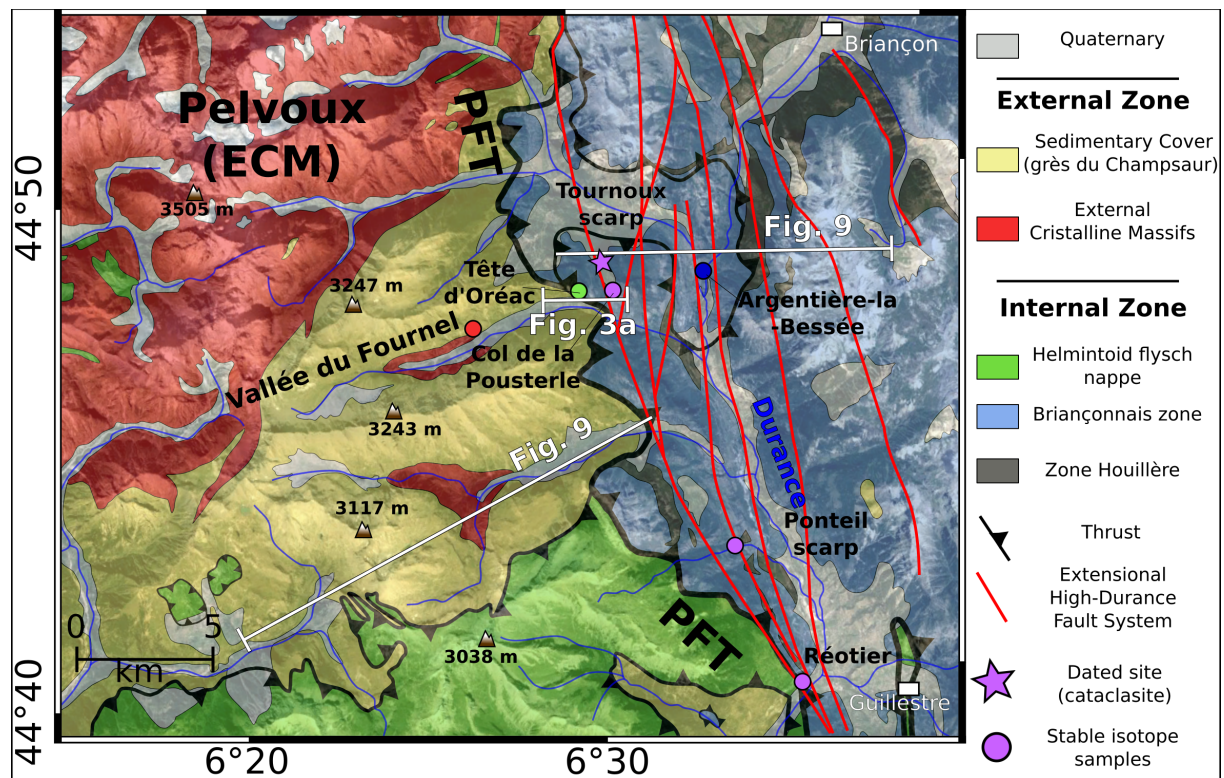 Pelvoux
(ECM)
PFT
Briançon
3505 m
Tournoux
scarp
Fig. 9
Tête
d'Oréac
3247 m
Argentière-la
-Bessée
Fig. 3a
Vallée du Fournel
Col de la
Pousterle
3243 m
Fig. 9
Durance
3117 m
Ponteil
scarp
PFT
0 5
km
3038 m
Réotier
Guillestre
44°50
44°40
6°20
6°30
Quaternary
External Zone
Sedimentary Cover
(grès du Champsaur)
External
Cristalline Massifs
Internal Zone
Helmintoid flysch
nappe
Briançonnais zone
Zone Houillère
Thrust
Extensional
High-Durance
Fault System
Dated site
(cataclasite)
Stable isotope
samples